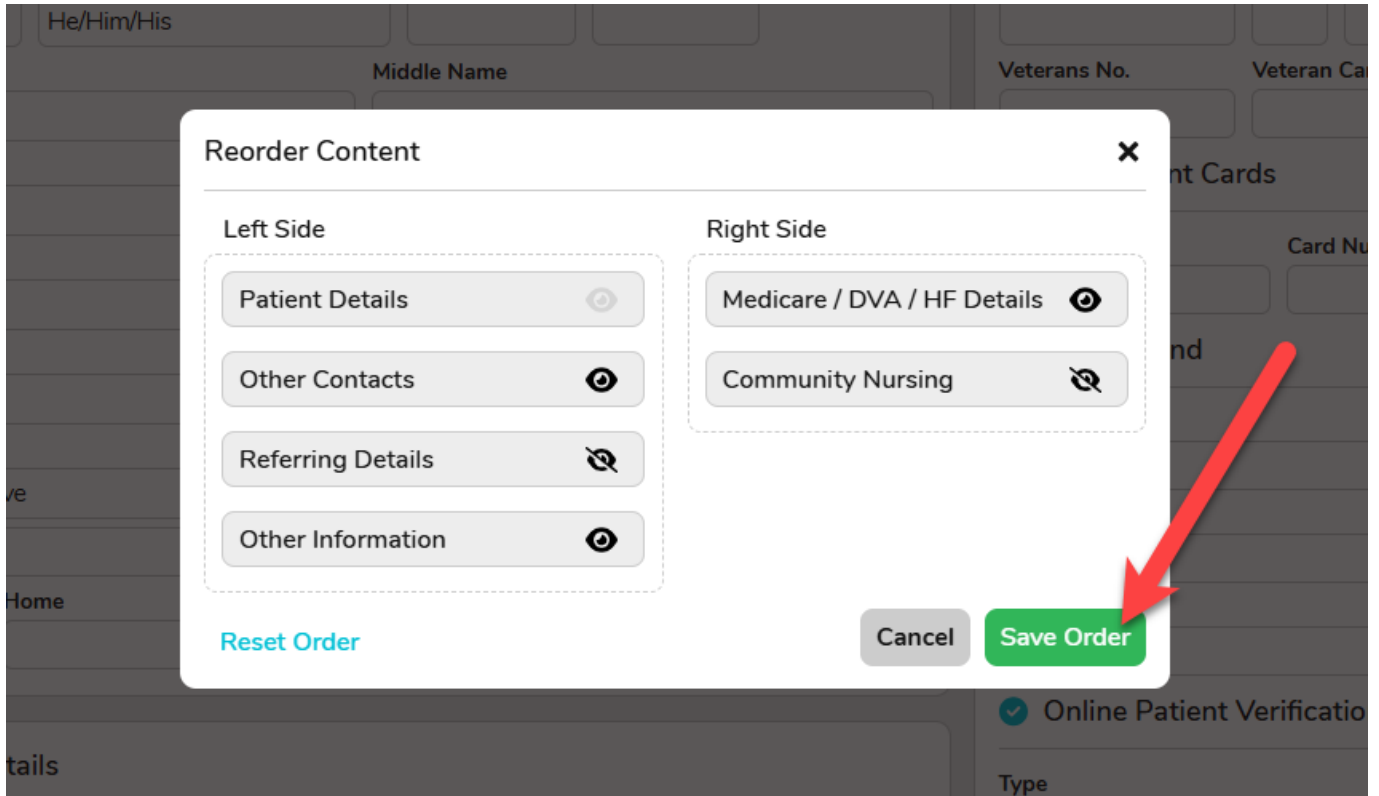 He/Him/His
Middle Name
Veterans No.
Veteran
Reorder Content
nt Cards
Left Side
Right Side
Card
Patient Details
Medicare / DVA / HF Details
nd
Other Contacts
Community Nursing
Referring Details
ve
Other Information
Home
Reset Order
Cancel
Save Order
Online Patient Verificatio
tails
Type